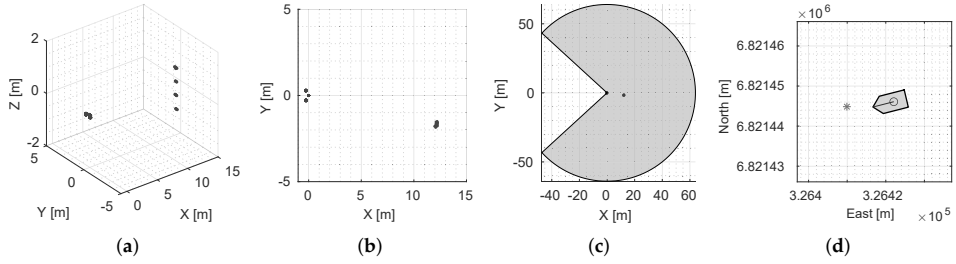 2
0
-2
Z [m]
5
0
-5
Y [m]
0
5
10
15
X [m]
(a)
5
0
-5
Y [m]
0
5
10
15
X [m]
(b)
50
0
-50
Y [m]
-40 -20 0 20 40 60
X [m]
(c)
× 10^6
6.82146
6.82145
6.82144
6.82143
North [m]
3.264 3.2642
East [m] × 10^5
(d)